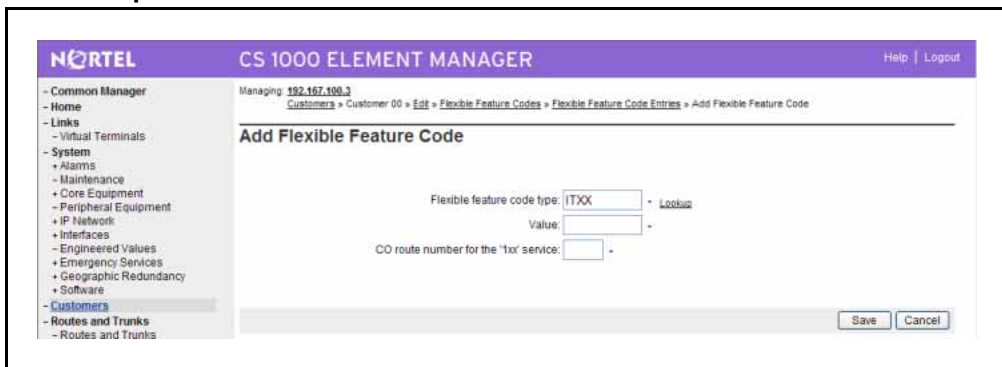 NORTEL
CS 1000 ELEMENT MANAGER
Help | Logout
- Common Manager
- Home
- Links
- Virtual Terminals
- System
+ Alarms
- Maintenance
+ Core Equipment
- Peripheral Equipment
+ IP Network
+ Interfaces
- Engineered Values
+ Emergency Services
+ Geographic Redundancy
+ Software
- Customers
- Routes and Trunks
- Routes and Trunks
Managing: 192.167.100.3
Customers » Customer 00 » Edit » Flexible Feature Codes » Flexible Feature Code Entries » Add Flexible Feature Code
Add Flexible Feature Code
Flexible feature code type: ITXX * Lookup
Value: *
CO route number for the '1xx' service: *
Save Cancel